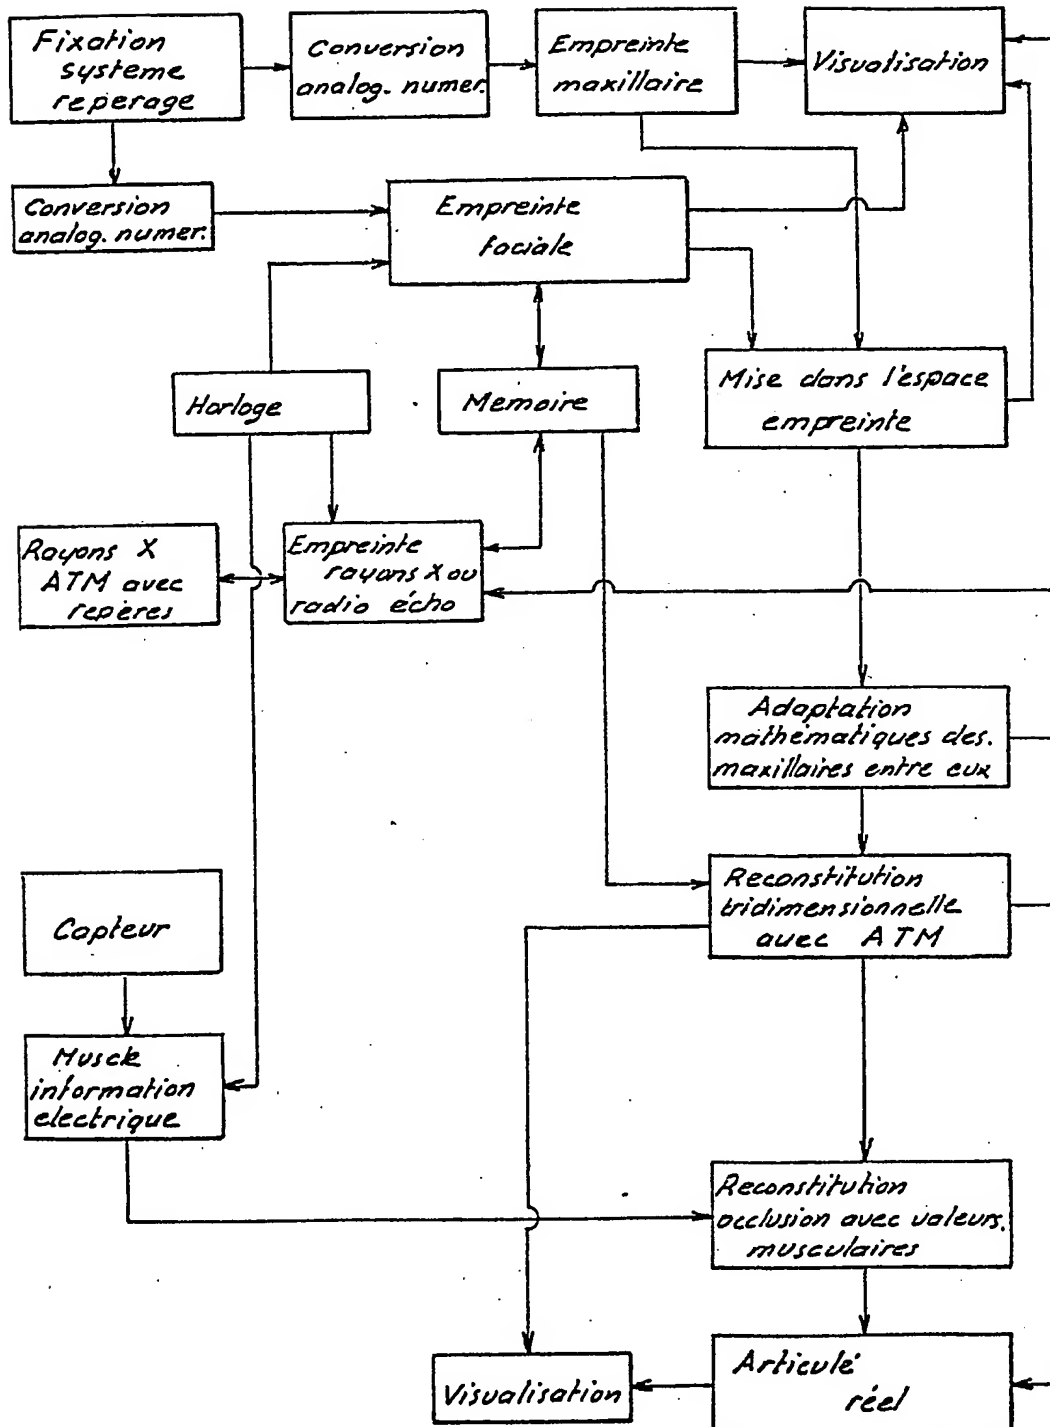 Fixation
systeme
reperage
Conversion
analog. numer.
Empreinte
maxillaire
Visualisation
Conversion
analog. numer.
Empreinte
faciale
Horloge
Memoire
Mise dans l'espace
empreinte
Rayons X
ATM avec
repères
Empreinte
rayons X ou
radio écho
Adaptation
mathématiques des.
maxillaires entre eux
Reconstitution
tridimensionnelle
avec ATM
Capteur
Muscle
information
electrique
Reconstitution
occlusion avec valeurs.
musculaires
Visualisation
Articulé
réel